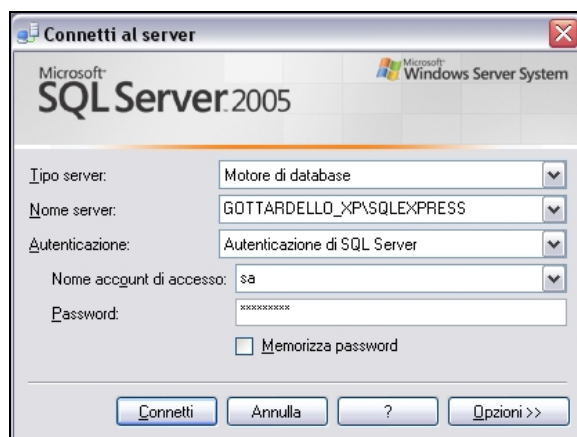 Connetti al server
Microsoft
SQL Server 2005
Microsoft
Windows Server System
Tipo server: Motore di database
Nome server: GOTTARDELLO_XP\SQLEXPRESS
Autenticazione: Autenticazione di SQL Server
Nome account di accesso: sa
Password: *********
Memorizza password
Connetti Annulla ? Opzioni >>